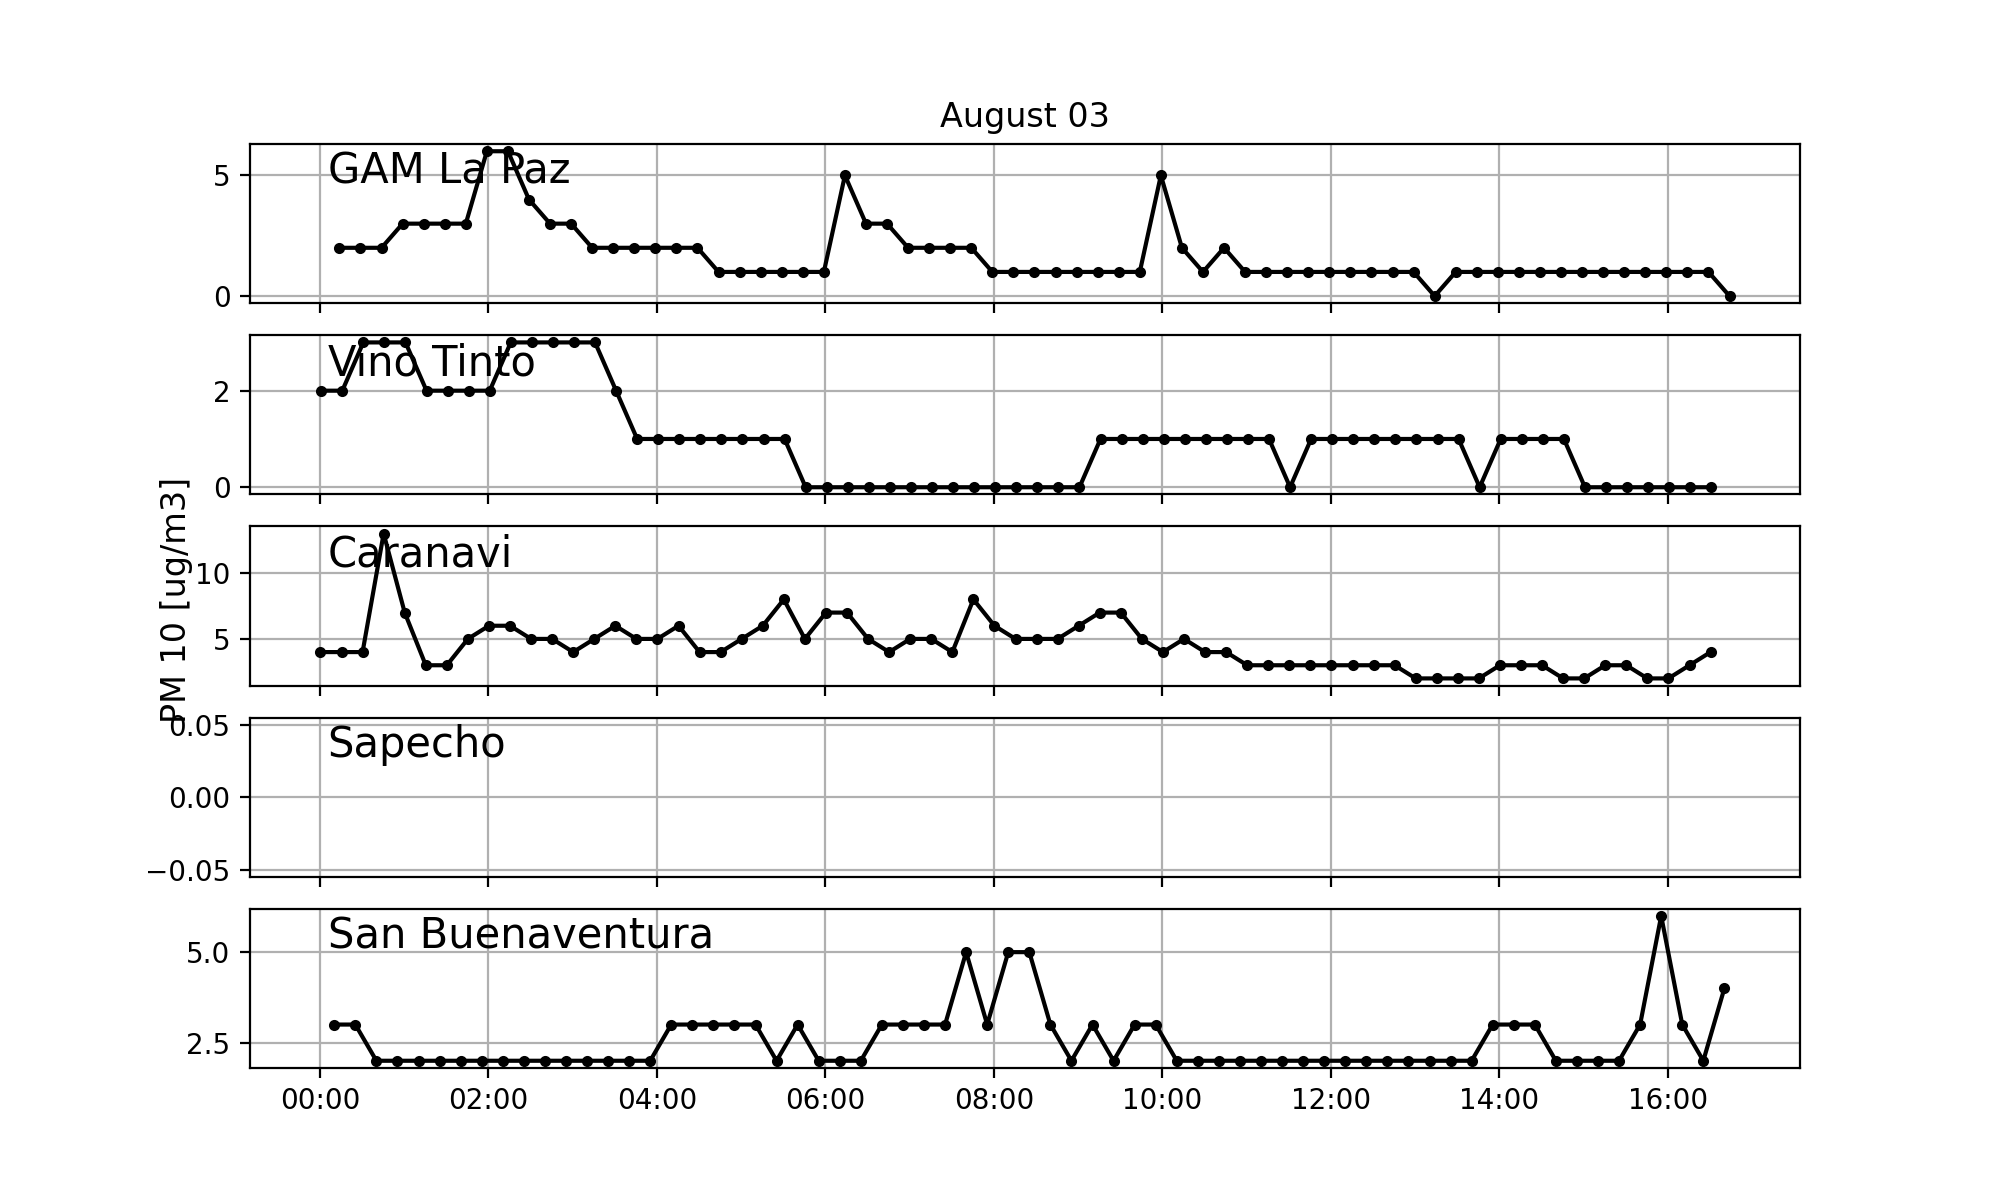 August 03
GAM La Paz
5
0
Vino Tinto
2
0
PM 10 [ug/m3]
Caranavi
10
5
Sapecho
0.05
0.00
−0.05
San Buenaventura
5.0
2.5
00:00 02:00 04:00 06:00 08:00 10:00 12:00 14:00 16:00